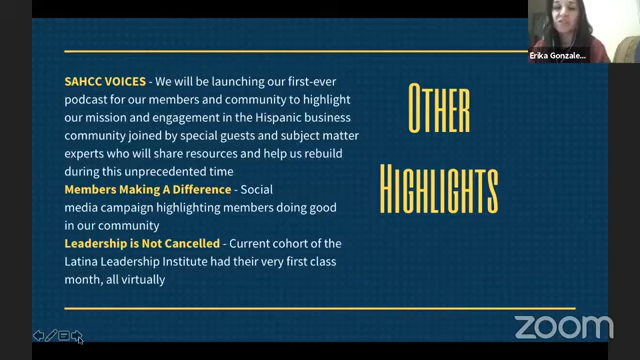 SAHCC VOICES - We will be launching our first-ever
podcast for our members and community to highlight
our mission and engagement in the Hispanic business
community joined by special guests and subject matter
experts who will share resources and help us rebuild
during this unprecedented time
Members Making A Difference - Social
media campaign highlighting members doing good
in our community
Leadership is Not Cancelled - Current cohort of the
Latina Leadership Institute had their very first class
month, all virtually
OTHER
HIGHLIGHTS
Erika Gonzale...
zoom